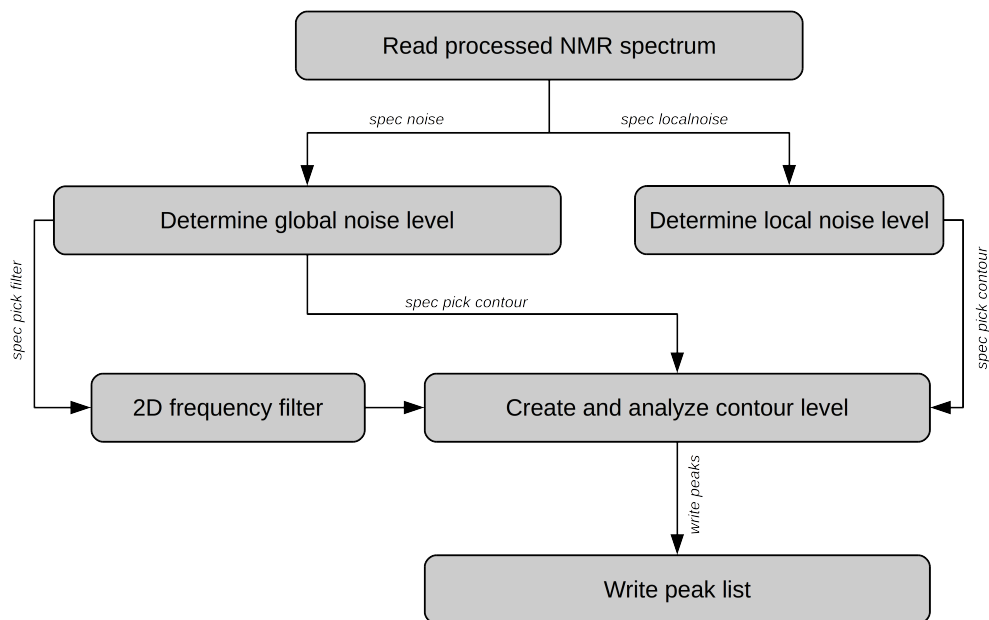 Read processed NMR spectrum
spec noise
spec localnoise
Determine global noise level
Determine local noise level
spec pick filter
spec pick contour
spec pick contour
2D frequency filter
Create and analyze contour level
write peaks
Write peak list